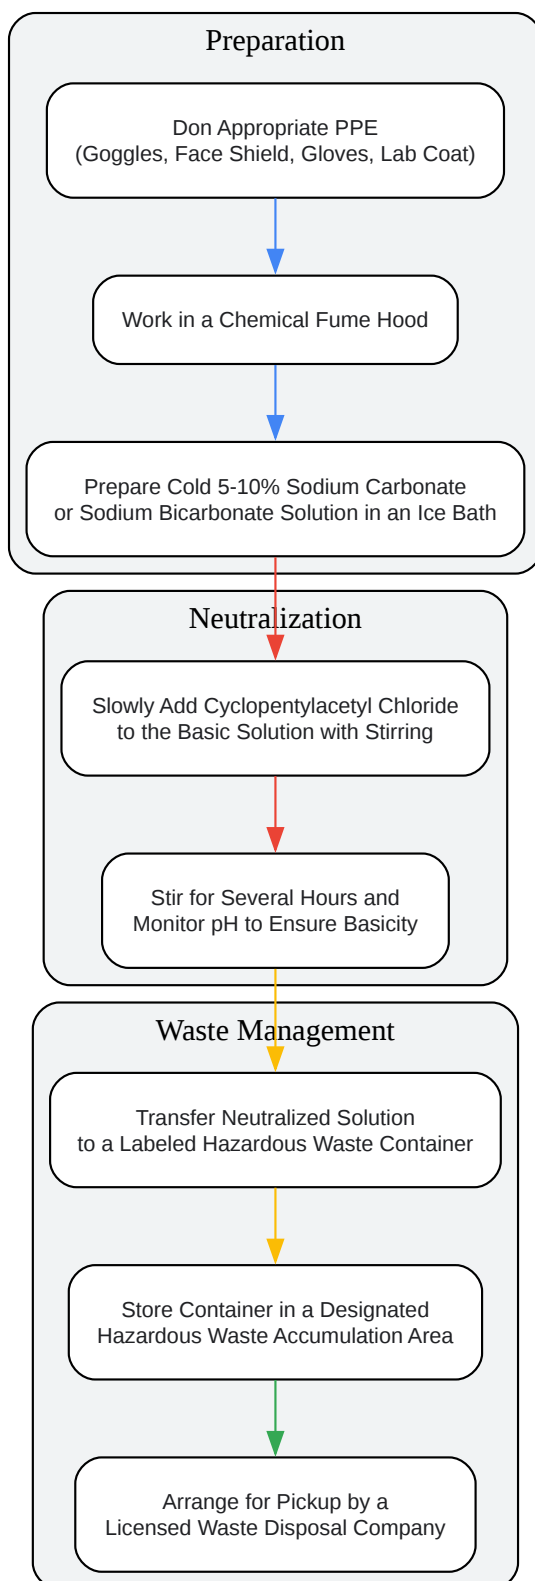 Preparation
Don Appropriate PPE
(Goggles, Face Shield, Gloves, Lab Coat)
Work in a Chemical Fume Hood
Prepare Cold 5-10% Sodium Carbonate
or Sodium Bicarbonate Solution in an Ice Bath
Neutralization
Slowly Add Cyclopentylacetyl Chloride
to the Basic Solution with Stirring
Stir for Several Hours and
Monitor pH to Ensure Basicity
Waste Management
Transfer Neutralized Solution
to a Labeled Hazardous Waste Container
Store Container in a Designated
Hazardous Waste Accumulation Area
Arrange for Pickup by a
Licensed Waste Disposal Company